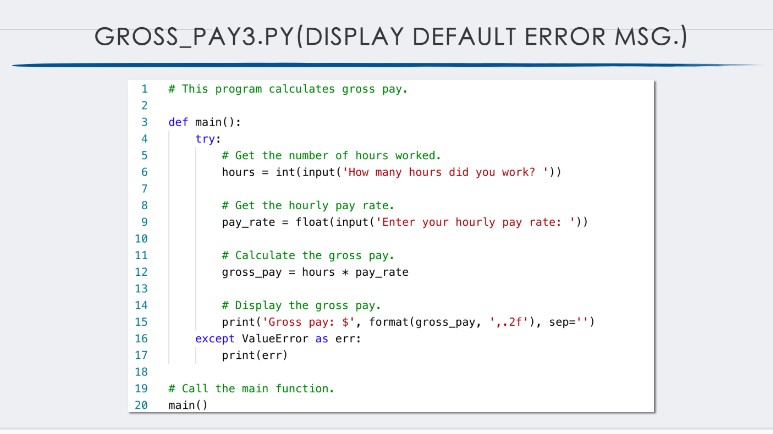 GROSS_PAY3.PY(DISPLAY DEFAULT ERROR MSG.)
1 # This program calculates gross pay.
2
3 def main():
4     try:
5         # Get the number of hours worked.
6         hours = int(input('How many hours did you work? '))
7
8         # Get the hourly pay rate.
9         pay_rate = float(input('Enter your hourly pay rate: '))
10
11         # Calculate the gross pay.
12         gross_pay = hours * pay_rate
13
14         # Display the gross pay.
15         print('Gross pay: $', format(gross_pay, ',.2f'), sep='')
16     except ValueError as err:
17         print(err)
18
19 # Call the main function.
20 main()